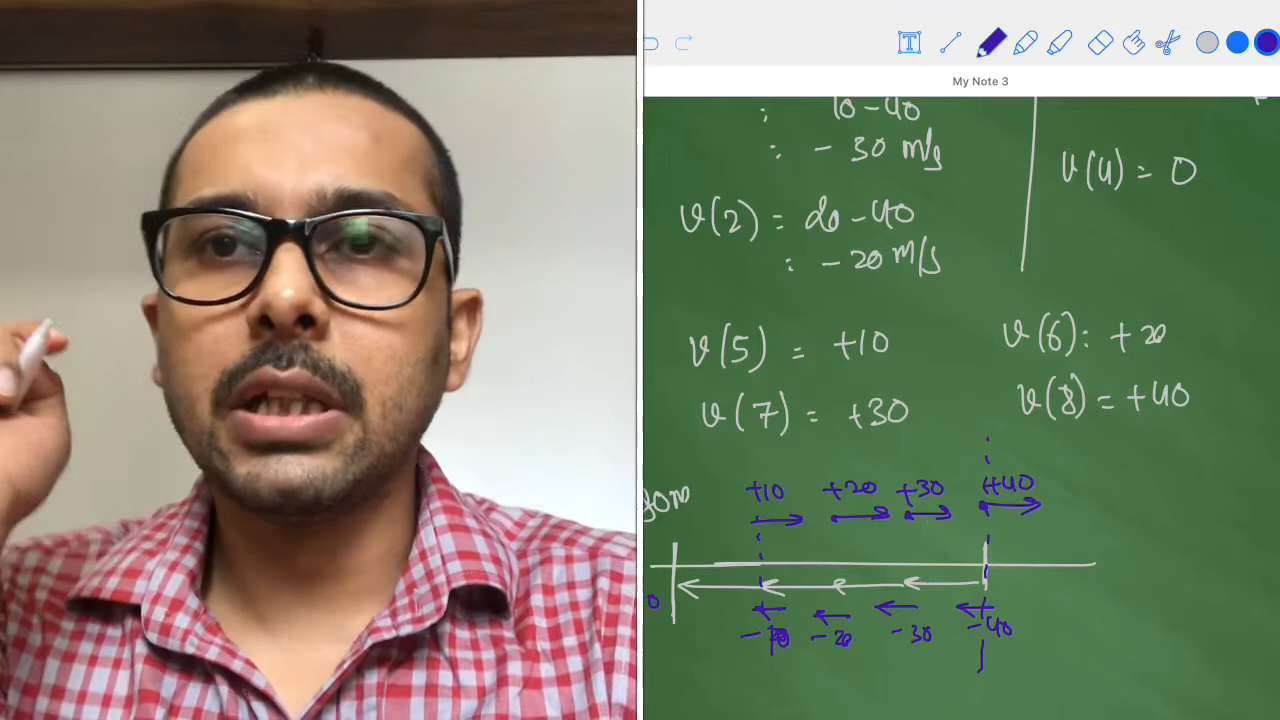 My Note 3
: 10 - 40
: - 30 m/s
v(4) = 0
v(2) = 20 - 40
: - 20 m/s
v(5) = +10 v(6): +20
v(7) = +30 v(8) = +40
+10 +20 +30 +40
0
- 10 - 20 - 30 - 40